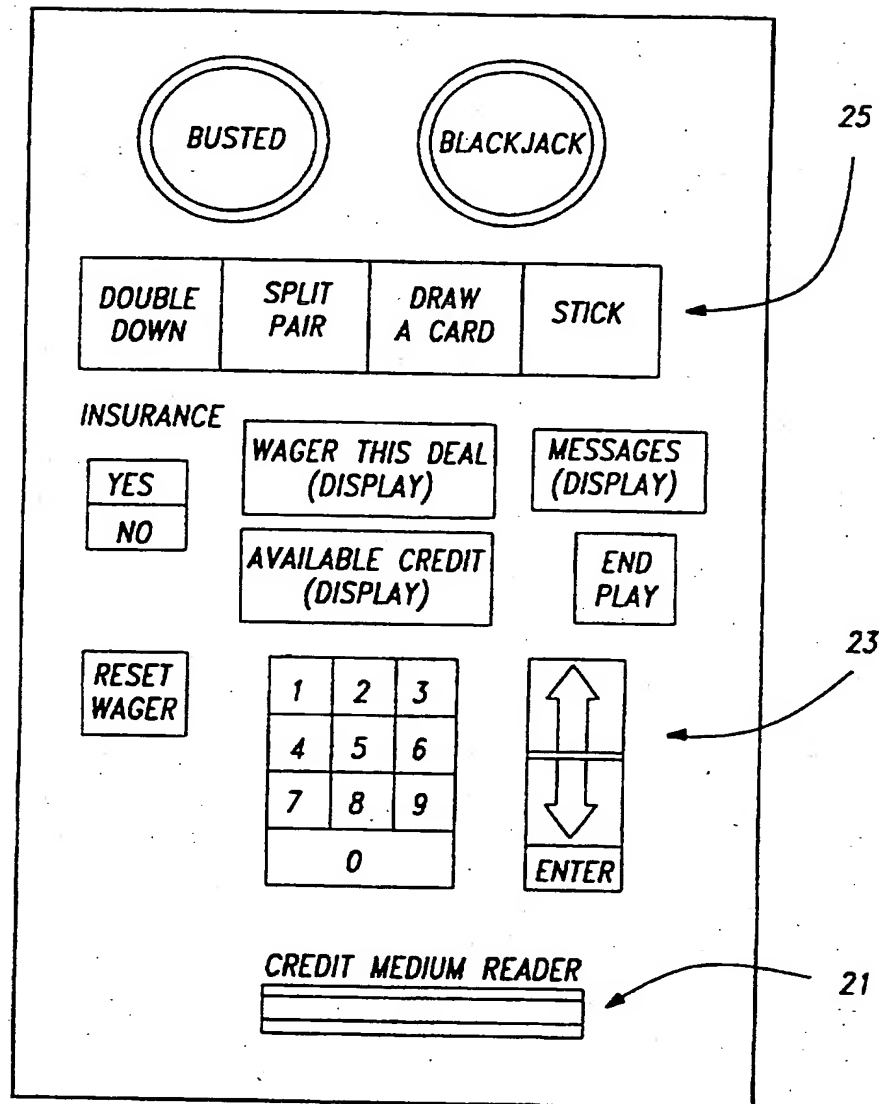 BUSTED
BLACKJACK
25
DOUBLE
DOWN
SPLIT
PAIR
DRAW
A CARD
STICK
INSURANCE
YES
NO
WAGER THIS DEAL
(DISPLAY)
MESSAGES
(DISPLAY)
AVAILABLE CREDIT
(DISPLAY)
END
PLAY
RESET
WAGER
23
1 2 3
4 5 6
7 8 9
0
ENTER
CREDIT MEDIUM READER
21